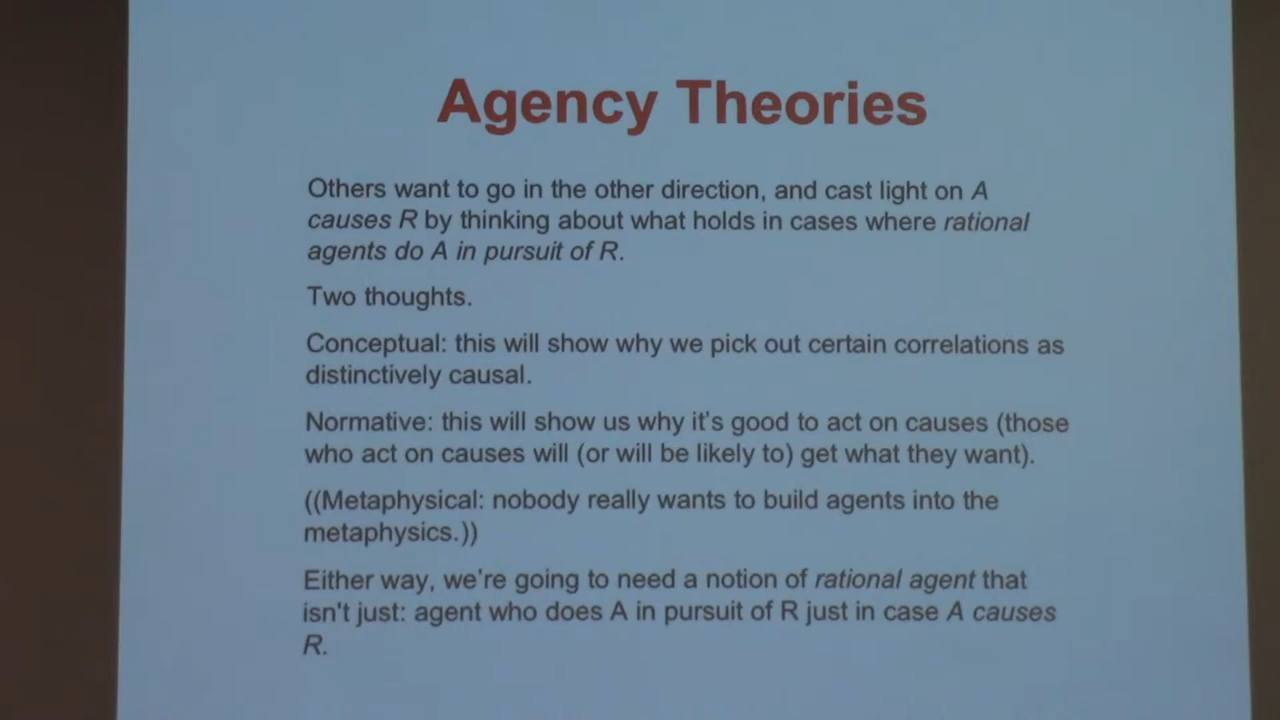 Agency Theories
Others want to go in the other direction, and cast light on A
causes R by thinking about what holds in cases where rational
agents do A in pursuit of R.
Two thoughts.
Conceptual: this will show why we pick out certain correlations as
distinctively causal.
Normative: this will show us why it's good to act on causes (those
who act on causes will (or will be likely to) get what they want).
((Metaphysical: nobody really wants to build agents into the
metaphysics.))
Either way, we're going to need a notion of rational agent that
isn't just: agent who does A in pursuit of R just in case A causes
R.